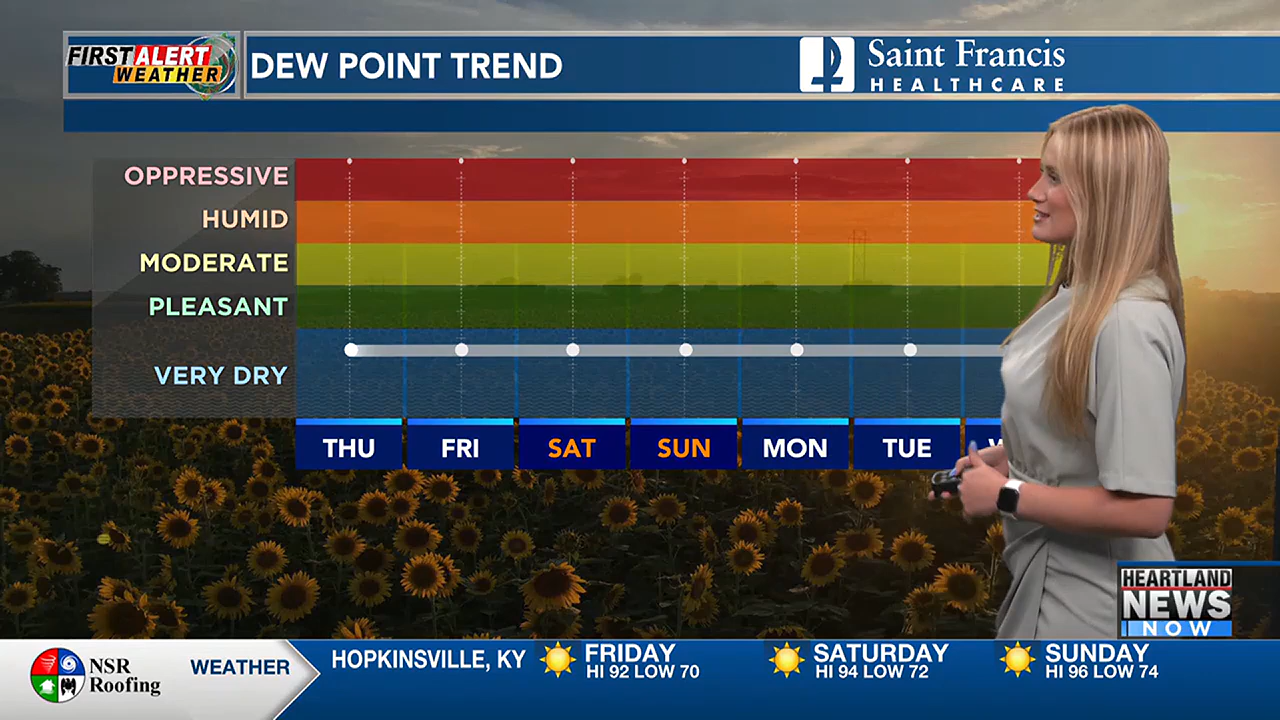 FIRST ALERT
WEATHER
DEW POINT TREND
Saint Francis
HEALTHCARE
OPPRESSIVE
HUMID
MODERATE
PLEASANT
VERY DRY
THU
FRI
SAT
SUN
MON
TUE
HEARTLAND
NEWS
NOW
NSR
Roofing
WEATHER
HOPKINSVILLE, KY
FRIDAY
HI 92 LOW 70
SATURDAY
HI 94 LOW 72
SUNDAY
HI 96 LOW 74